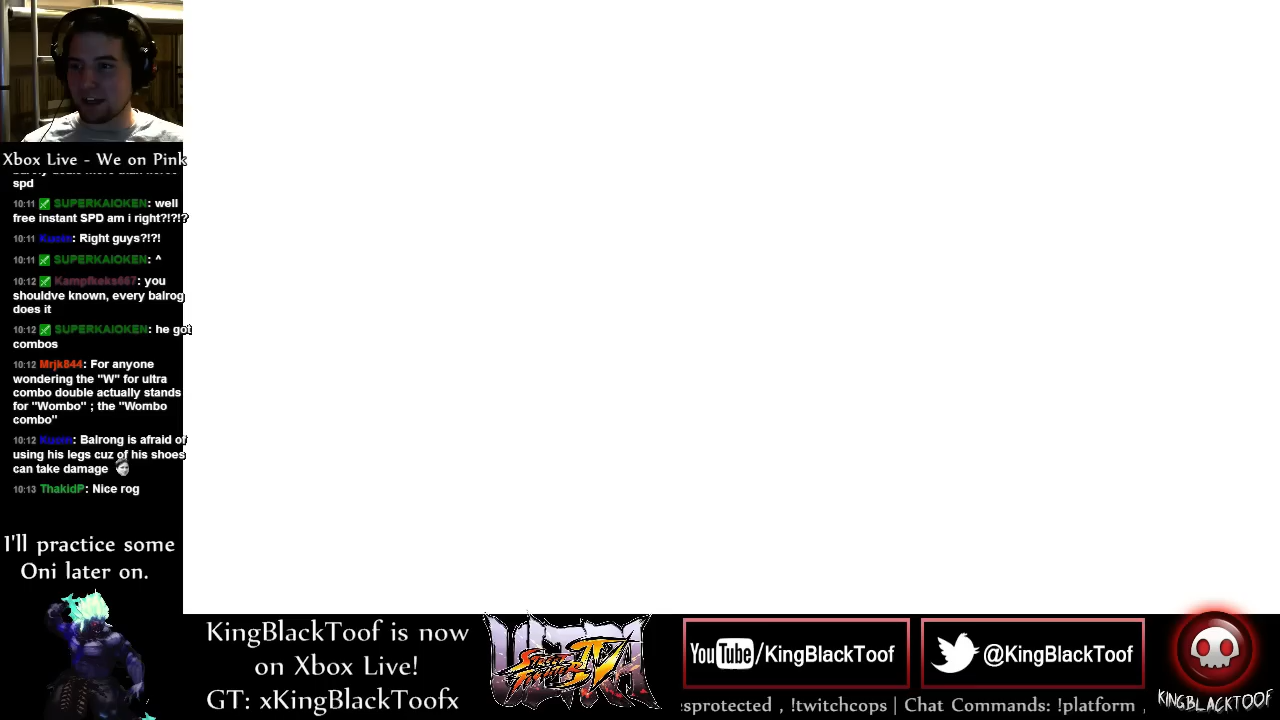 Xbox Live - We on Pink
spd
10:11 SUPERKAIOKEN: well
free instant SPD am i right?!?!?
10:11 : Right guys?!?!
10:11 SUPERKAIOKEN: ^
10:12 Kampfkeks667: you
shouldve known, every balrog
does it
10:12 SUPERKAIOKEN: he got
combos
10:12 Mrjk844: For anyone
wondering the "W" for ultra
combo double actually stands
for "Wombo" ; the "Wombo
combo"
10:12 : Balrong is afraid of
using his legs cuz of his shoes
can take damage
10:13 ThakidP: Nice rog
I'll practice some
Oni later on.
KingBlackToof is now
on Xbox Live!
GT: xKingBlackToofx
ULTRA
STREET FIGHTER IV
YouTube/KingBlackToof
@KingBlackToof
KINGBLACKTOOF
esprotected , !twitchcops | Chat Commands: !platform ,